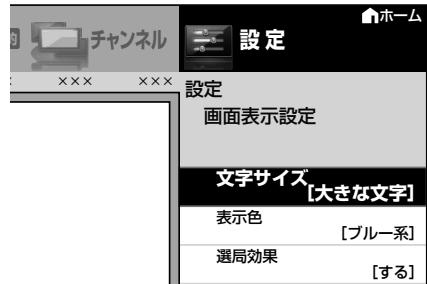 ホーム
チャンネル
設定
××× ×××
設定
画面表示設定
文字サイズ
[大きな文字]
表示色
[ブルー系]
選局効果
[する]